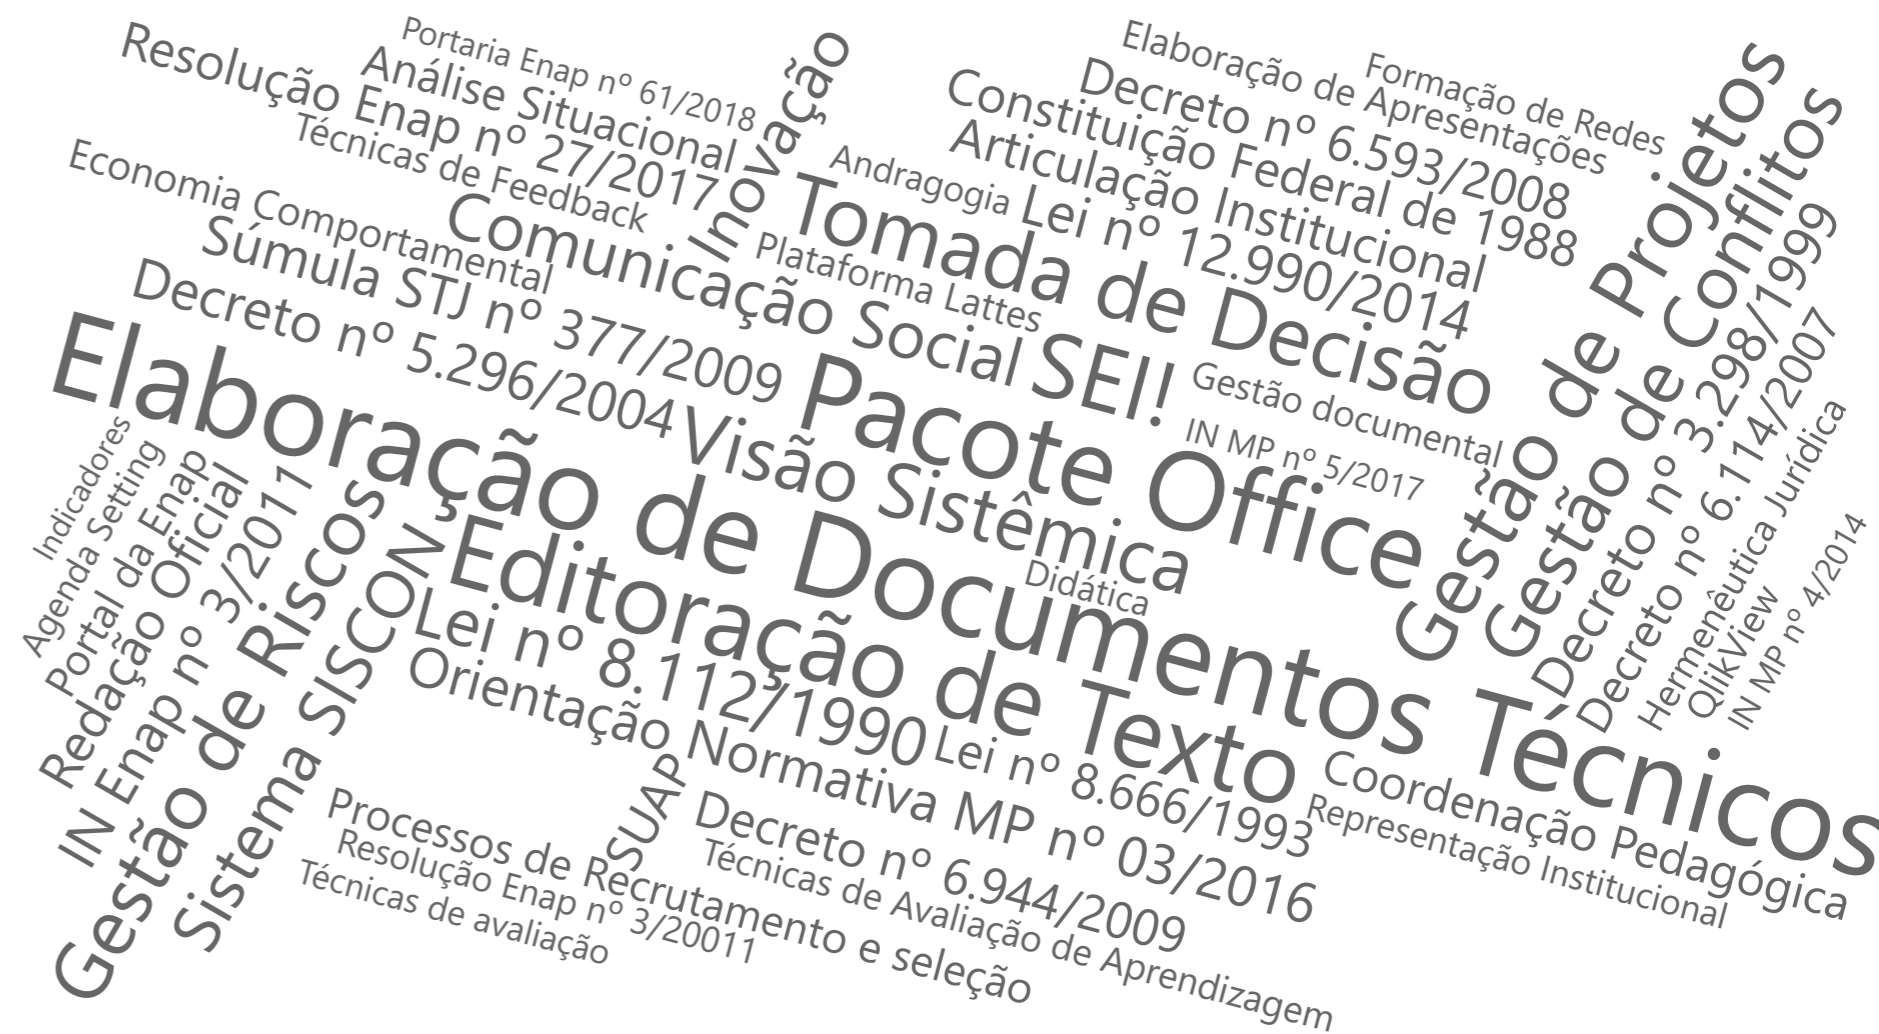 Portaria Enap nº 61/2018
Análise Situacional
Resolução Enap nº 27/2017
Técnicas de Feedback
Inovação
Elaboração de Apresentações
Formação de Redes
Decreto nº 6.593/2008
Constituição Federal de 1988
Articulação Institucional
Andragogia
Lei nº 12.990/2014
Tomada de Decisão
Gestão de Projetos
Gestão de Conflitos
Economia Comportamental
Súmula STJ nº 377/2009
Comunicação Social
Plataforma Lattes
Decreto nº 5.296/2004
SEI!
Gestão documental
IN MP nº 5/2017
Pacote Office
Visão Sistêmica
Elaboração de Documentos Técnicos
Decreto nº 3.298/1999
Decreto nº 6.114/2007
Hermenêutica Jurídica
QlikView
IN MP nº 4/2014
Indicadores
Agenda Setting
Portal da Enap
Redação Oficial
IN Enap nº 3/2011
Gestão de Riscos
Sistema SISCON
Editoração de Texto
Didática
Lei nº 8.112/1990
Orientação Normativa MP nº 03/2016
Lei nº 8.666/1993
Coordenação Pedagógica
Representação Institucional
SUAP
Decreto nº 6.944/2009
Técnicas de Avaliação de Aprendizagem
Processos de Recrutamento e seleção
Resolução Enap nº 3/20011
Técnicas de avaliação